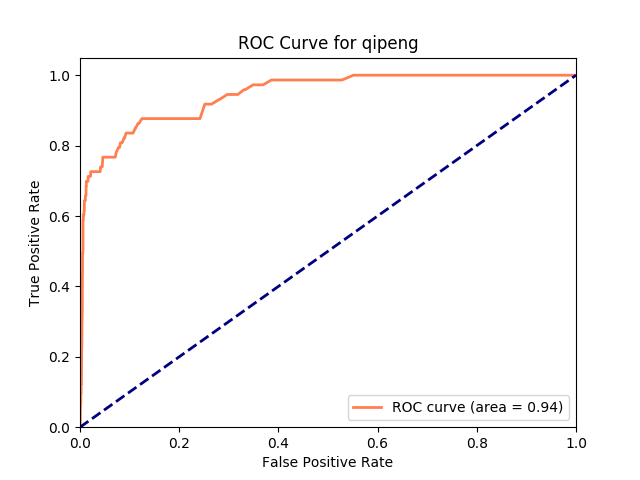 ROC Curve for qipeng
True Positive Rate
1.0
0.8
0.6
0.4
0.2
0.0
0.0 0.2 0.4 0.6 0.8 1.0
False Positive Rate
ROC curve (area = 0.94)